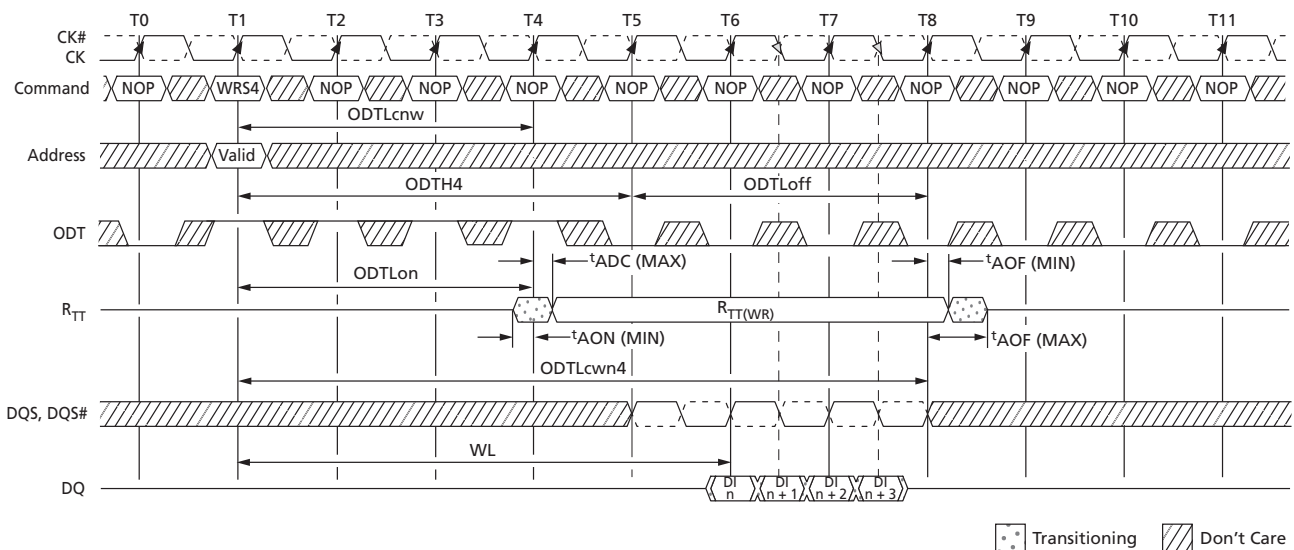 T0 T1 T2 T3 T4 T5 T6 T7 T8 T9 T10 T11
CK#
CK
Command NOP WRS4 NOP NOP NOP NOP NOP NOP NOP NOP NOP NOP
ODTLcnw
Address Valid
ODTH4 ODTLoff
ODT
tADC (MAX) tAOF (MIN)
ODTLon
RTT RTT(WR)
tAON (MIN) tAOF (MAX)
ODTLcwn4
DQS, DQS#
WL
DQ DI n DI n + 1 DI n + 2 DI n + 3
Transitioning Don't Care